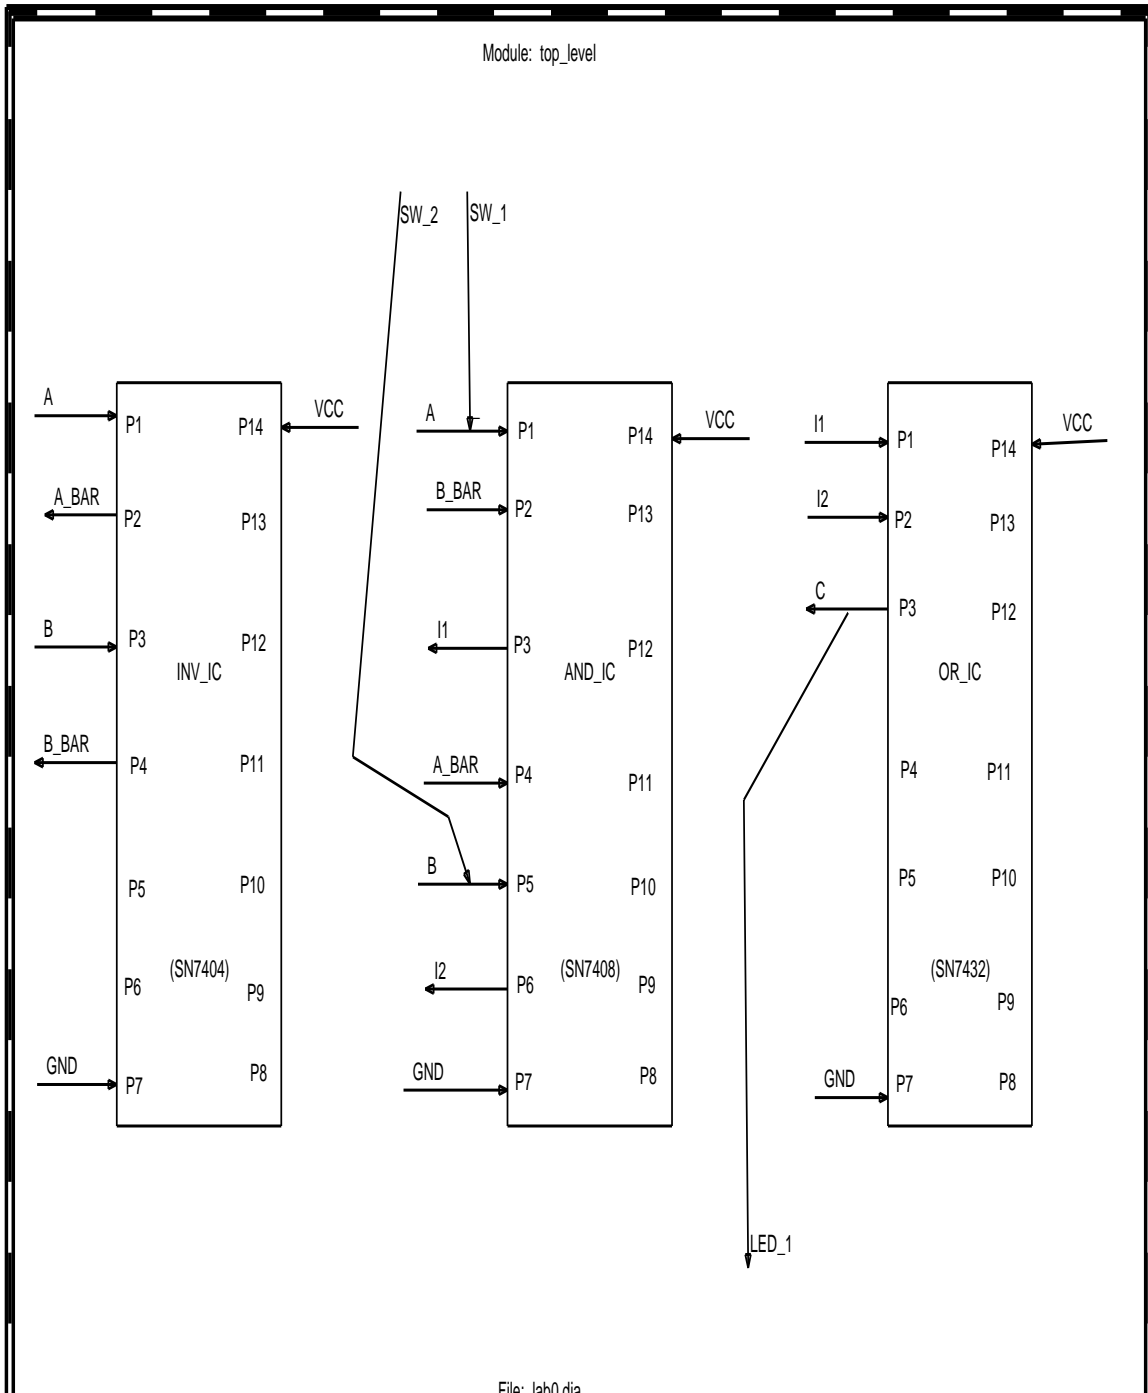 Module: top_level
SW_2
SW_1
A
P1
P14
VCC
A_BAR
P2
P13
B
P3
P12
INV_IC
B_BAR
P4
P11
P5
P10
(SN7404)
P6
P9
GND
P7
P8
A
P1
P14
VCC
B_BAR
P2
P13
I1
P3
P12
AND_IC
A_BAR
P4
P11
B
P5
P10
(SN7408)
I2
P6
P9
GND
P7
P8
I1
P1
P14
VCC
I2
P2
P13
C
P3
P12
OR_IC
P4
P11
P5
P10
(SN7432)
P6
P9
GND
P7
P8
LED_1
File: lab0.dia